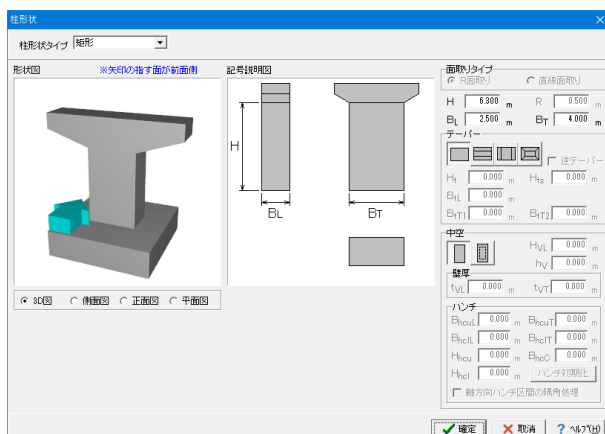 柱形状
柱形状タイプ 矩形
形状図 ※矢印の指す面が前面側
記号説明図
H
BL
BT
3D図 側面図 正面図 平面図
面取りタイプ
R面取り 直線面取り
H 6.300 m R 0.500 m
BL 2.500 m BT 4.000 m
テーパー
逆テーパー
Ht 0.000 m Hts 0.000 m
BtL 0.000 m
BtT1 0.000 m BtT2 0.000 m
中空
HVL 0.000 m
hV 0.000 m
壁厚
tVL 0.000 m tVT 0.000 m
ハンチ
BhcuL 0.000 m BhcuT 0.000 m
BhclL 0.000 m BhclT 0.000 m
Hhcu 0.000 m BhcC 0.000 m
Hhcl 0.000 m ハンチ初期化
軸方向ハンチ区間の隅角処理
確定 取消 ? ヘルプ(H)